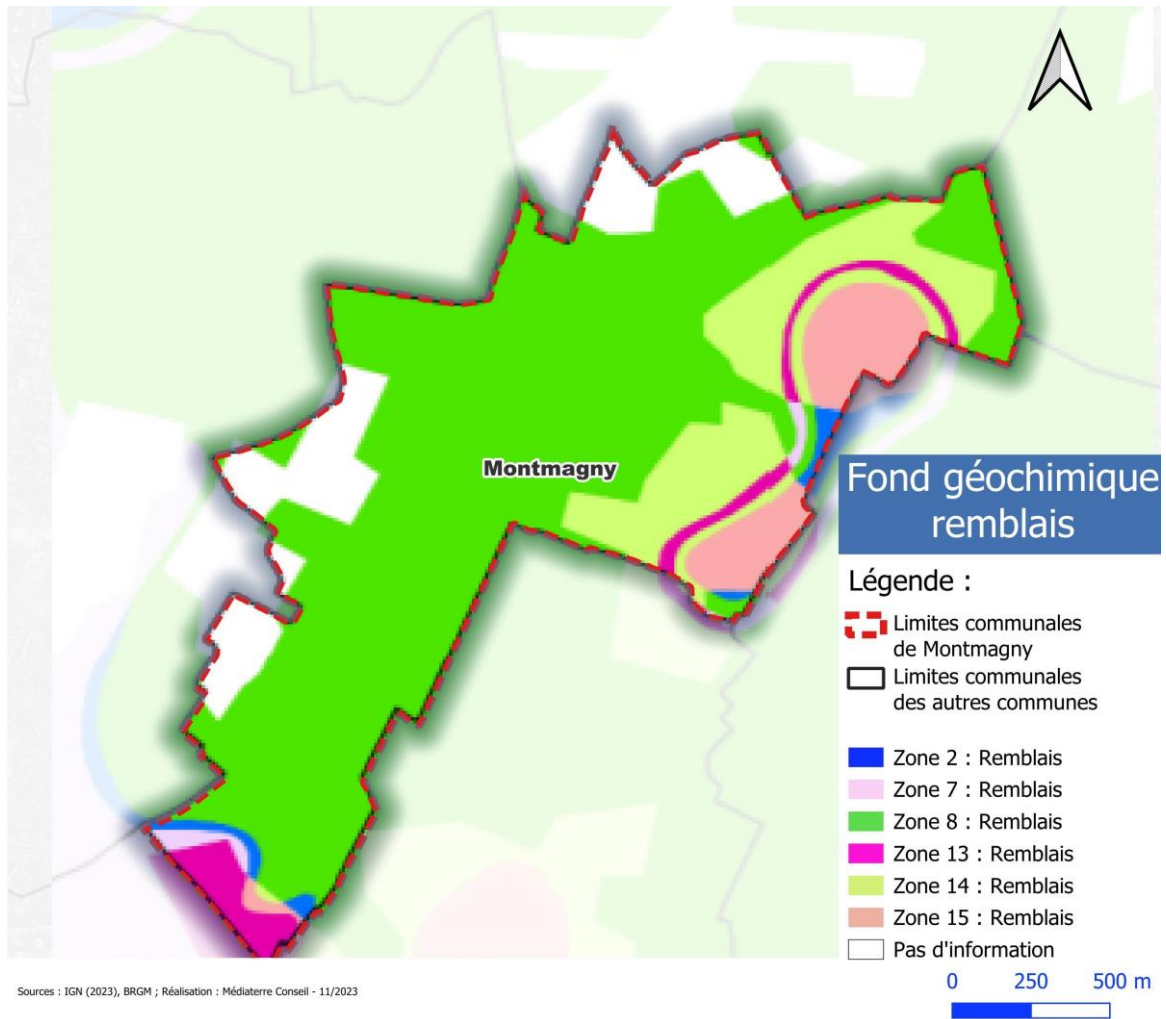 Montmagny
Fond géochimique
remblais
Légende :
Limites communales
de Montmagny
Limites communales
des autres communes
Zone 2 : Remblais
Zone 7 : Remblais
Zone 8 : Remblais
Zone 13 : Remblais
Zone 14 : Remblais
Zone 15 : Remblais
Pas d'information
0 250 500 m
Sources : IGN (2023), BRGM ; Réalisation : Médiaterre Conseil - 11/2023